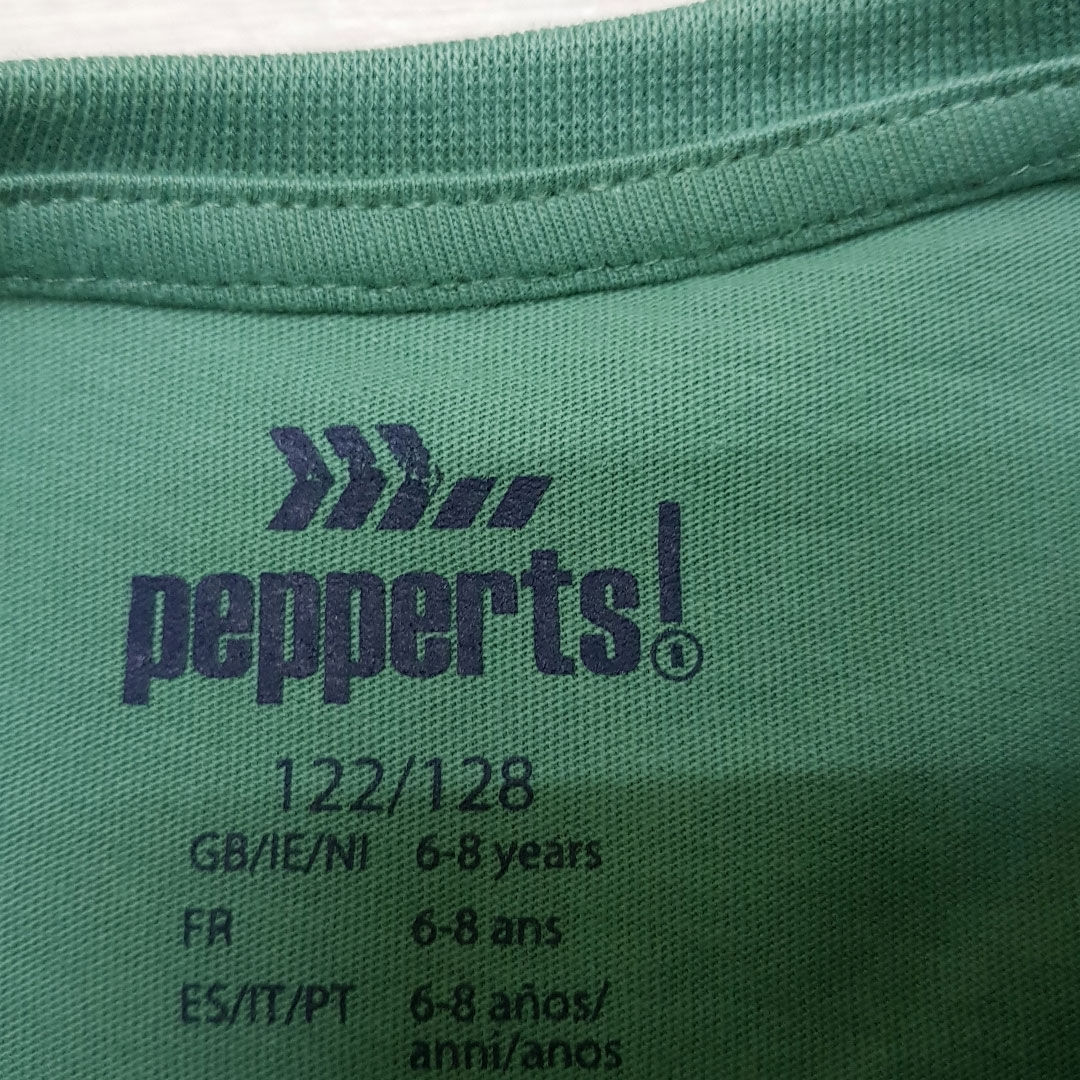 pepperts!®
122/128
GB/IE/NI 6-8 years
FR 6-8 ans
ES/IT/PT 6-8 años/
anni/anos